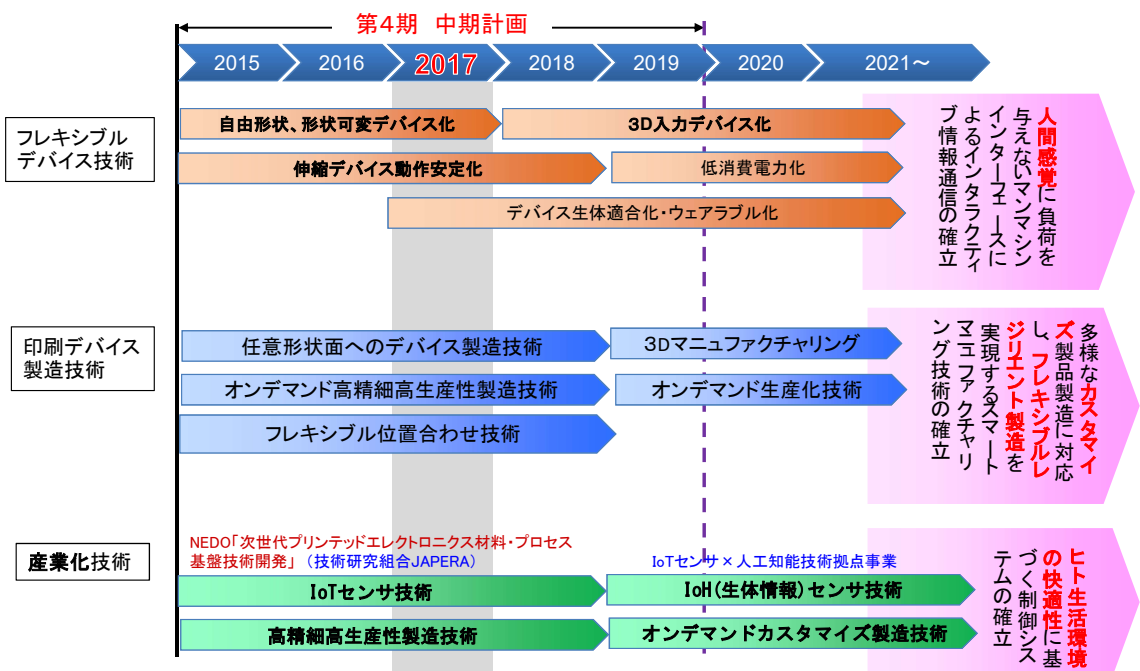 第4期 中期計画
2015
2016
2017
2018
2019
2020
2021～
フレキシブル
デバイス技術
自由形状、形状可変デバイス化
3D入力デバイス化
伸縮デバイス動作安定化
低消費電力化
デバイス生体適合化・ウェアラブル化
人間感覚に負荷を
与えないマンマシン
インターフェースに
よるインタラクティ
ブ情報通信の確立
印刷デバイス
製造技術
任意形状面へのデバイス製造技術
3Dマニュファクチャリング
オンデマンド高精細高生産性製造技術
オンデマンド生産化技術
フレキシブル位置合わせ技術
多様なカスタマイ
ズ製品製造に対応
し、フレキシブルレ
ジリエント製造を
実現するスマート
マニュファクチャリ
ング技術の確立
産業化技術
NEDO「次世代プリンテッドエレクトロニクス材料・プロセス
基盤技術開発」（技術研究組合JAPERA）
IoTセンサ×人工知能技術拠点事業
IoTセンサ技術
IoH(生体情報)センサ技術
高精細高生産性製造技術
オンデマンドカスタマイズ製造技術
ヒト生活環境
の快適性に基
づく制御シス
テムの確立